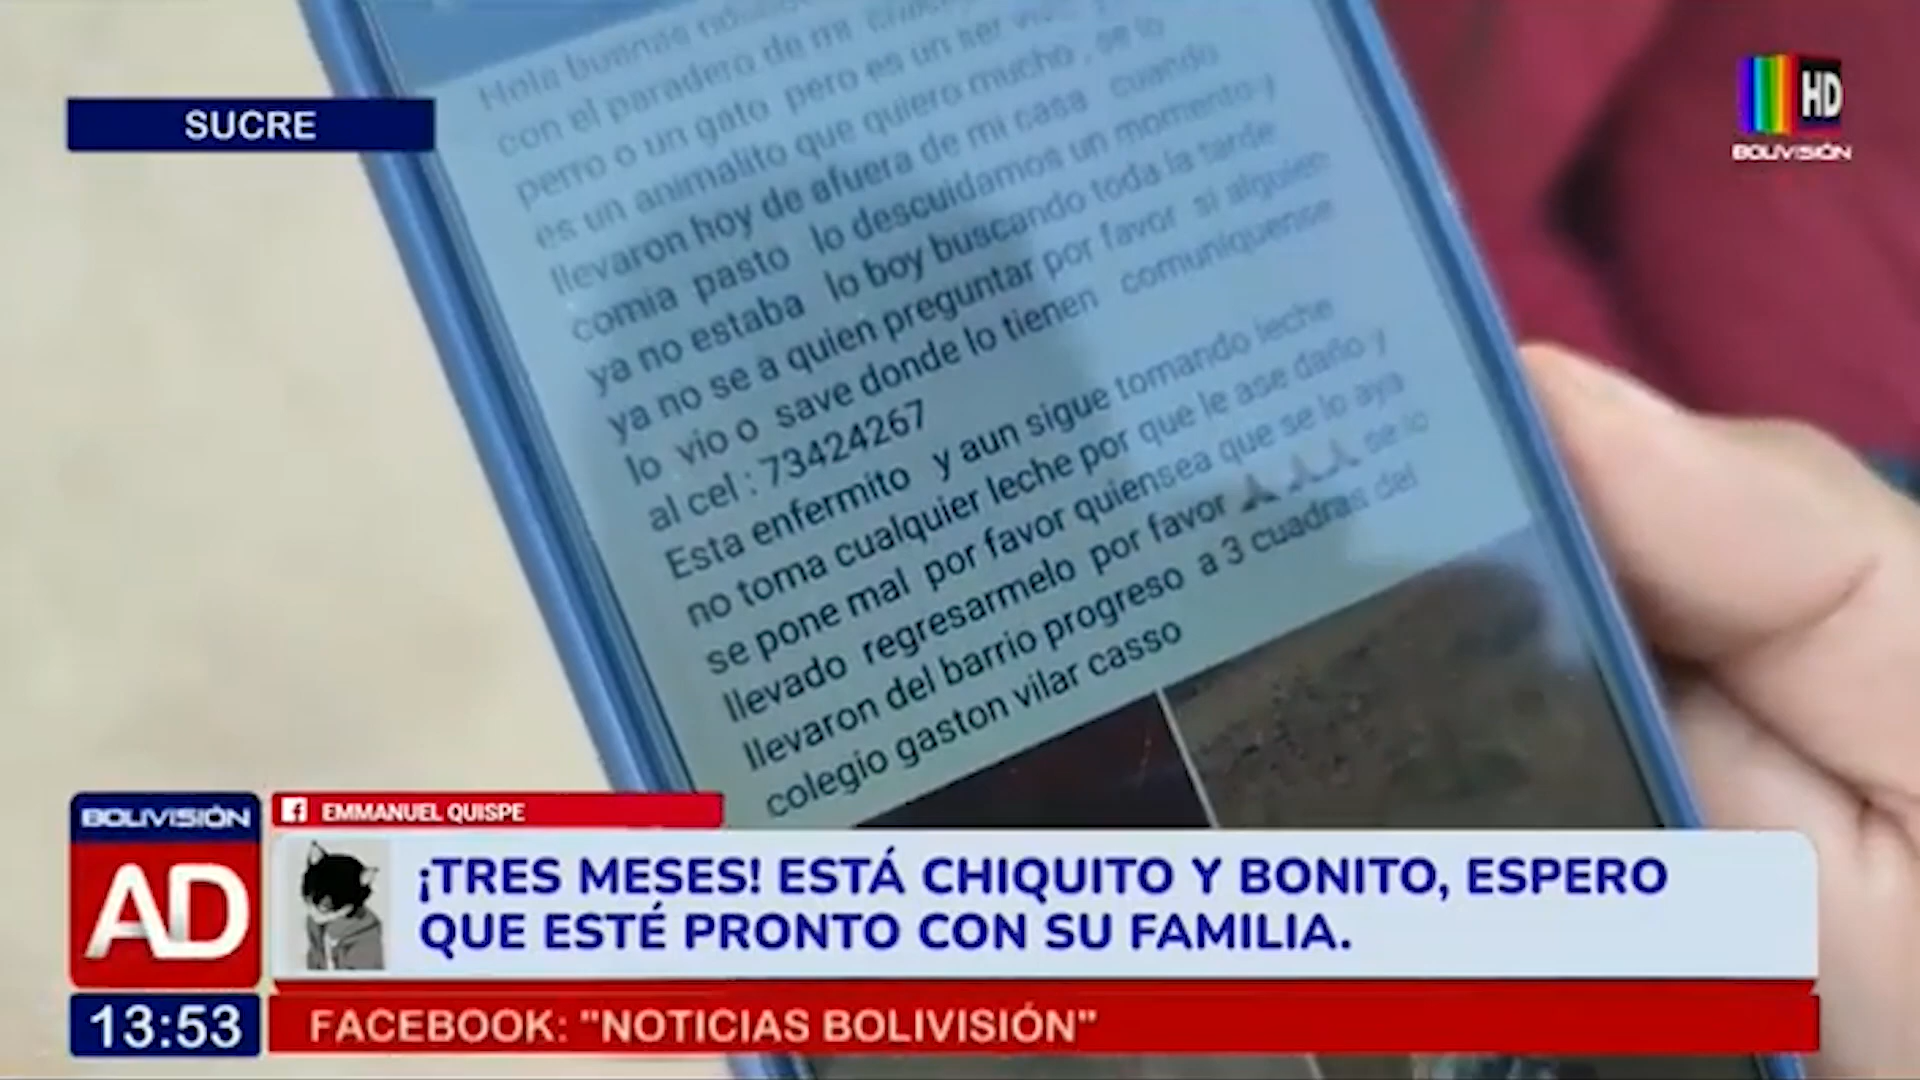 SUCRE
HD
BOLIVISIÓN
Hola buenas
con el paradero de mi
perro o un gato pero es un ser
es un animalito que quiero mucho , se lo
llevaron hoy de afuera de mi casa cuando
comia pasto lo descuidamos un momento y
ya no estaba lo boy buscando toda la tarde
ya no se a quien preguntar por favor si alguien
lo vio o save donde lo tienen comuniquense
al cel : 73424267
Esta enfermito y aun sigue tomando leche
no toma cualquier leche por que le ase daño y
se pone mal por favor quiensea que se lo aya
llevado regresarmelo por favor 🙏🙏🙏 se lo
llevaron del barrio progreso a 3 cuadras del
colegio gaston vilar casso
BOLIVISIÓN
AD
EMMANUEL QUISPE
¡TRES MESES! ESTÁ CHIQUITO Y BONITO, ESPERO
QUE ESTÉ PRONTO CON SU FAMILIA.
13:53
FACEBOOK: "NOTICIAS BOLIVISIÓN"